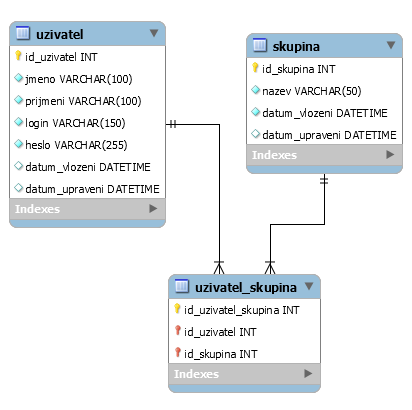 uzivatel
id_uzivatel INT
jmeno VARCHAR(100)
prijmeni VARCHAR(100)
login VARCHAR(150)
heslo VARCHAR(255)
datum_vlozeni DATETIME
datum_upraveni DATETIME
Indexes
skupina
id_skupina INT
nazev VARCHAR(50)
datum_vlozeni DATETIME
datum_upraveni DATETIME
Indexes
uzivatel_skupina
id_uzivatel_skupina INT
id_uzivatel INT
id_skupina INT
Indexes